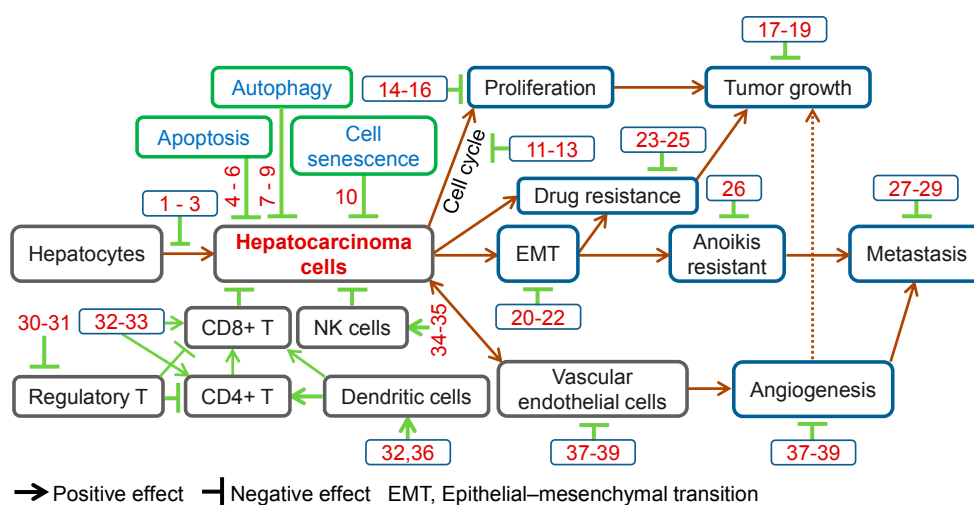 17-19
Autophagy
14-16
Proliferation
Tumor growth
Apoptosis
Cell
senescence
Cell cycle
11-13
23-25
4 - 6
7 - 9
10
1 - 3
Drug resistance
26
27-29
Hepatocytes
Hepatocarcinoma
cells
EMT
Anoikis
resistant
Metastasis
20-22
30-31
32-33
CD8+ T
NK cells
34-35
Regulatory T
CD4+ T
Dendritic cells
Vascular
endothelial cells
Angiogenesis
32,36
37-39
37-39
Positive effect
Negative effect
EMT, Epithelial–mesenchymal transition